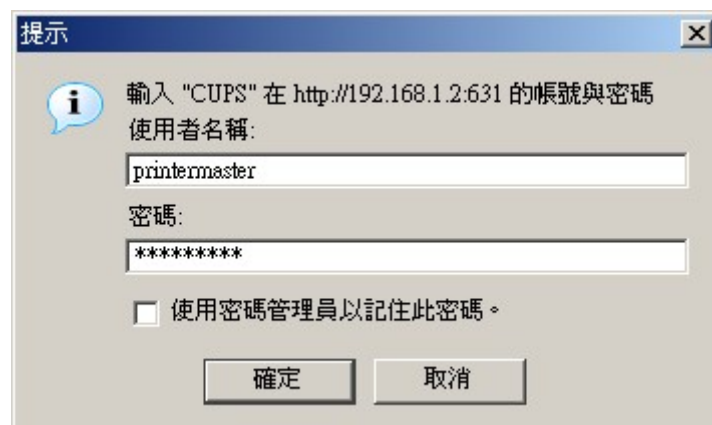 提示
輸入 "CUPS" 在 http://192.168.1.2:631 的帳號與密碼
使用者名稱:
printermaster
密碼:
*********
使用密碼管理員以記住此密碼。
確定
取消